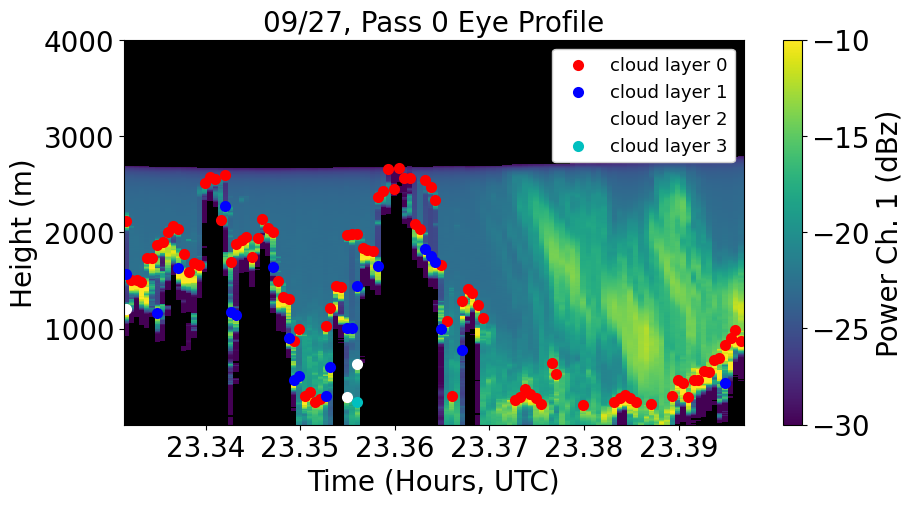 09/27, Pass 0 Eye Profile
4000
3000
2000
1000
Height (m)
cloud layer 0
cloud layer 1
cloud layer 2
cloud layer 3
23.34
23.35
23.36
23.37
23.38
23.39
Time (Hours, UTC)
−10
−15
−20
−25
−30
Power Ch. 1 (dBz)